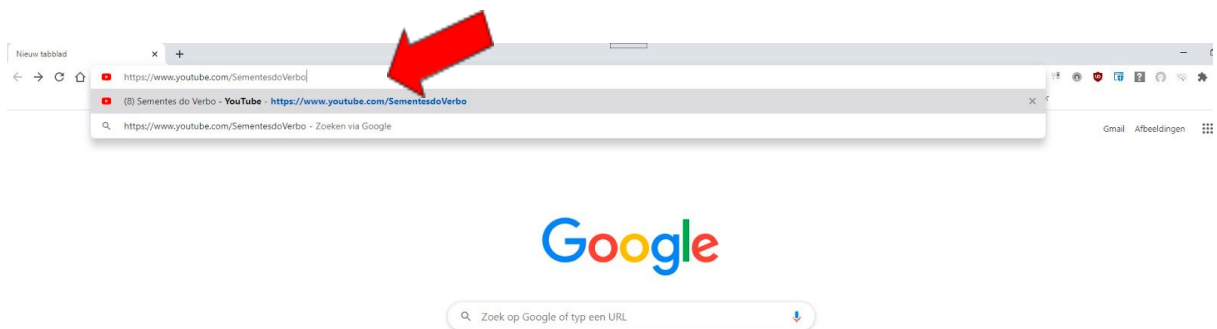 Nieuw tabblad
https://www.youtube.com/SementesdoVerbo
(8) Sementes do Verbo - YouTube - https://www.youtube.com/SementesdoVerbo
https://www.youtube.com/SementesdoVerbo - Zoeken via Google
Gmail Afbeeldingen
Google
Zoek op Google of typ een URL